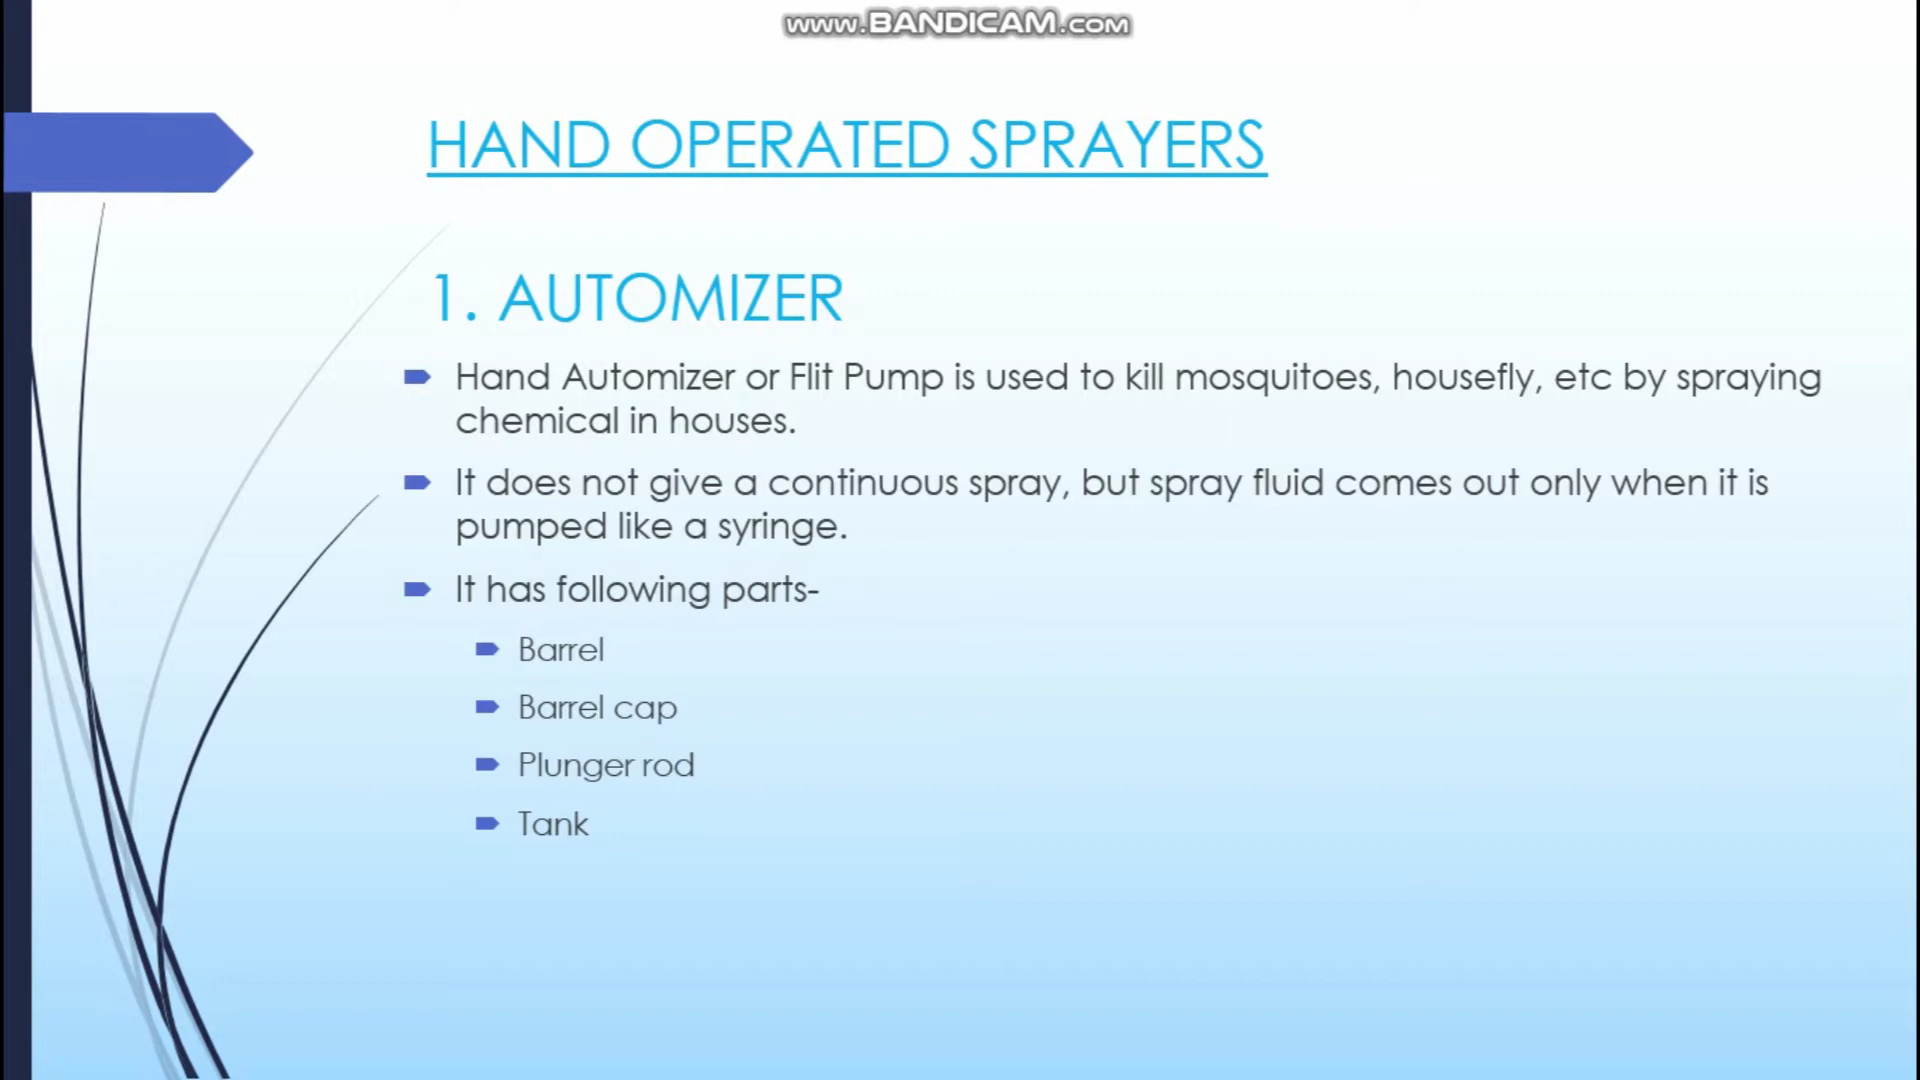 www.BANDICAM.com
HAND OPERATED SPRAYERS
1. AUTOMIZER
Hand Automizer or Flit Pump is used to kill mosquitoes, housefly, etc by spraying
chemical in houses.
It does not give a continuous spray, but spray fluid comes out only when it is
pumped like a syringe.
It has following parts-
Barrel
Barrel cap
Plunger rod
Tank